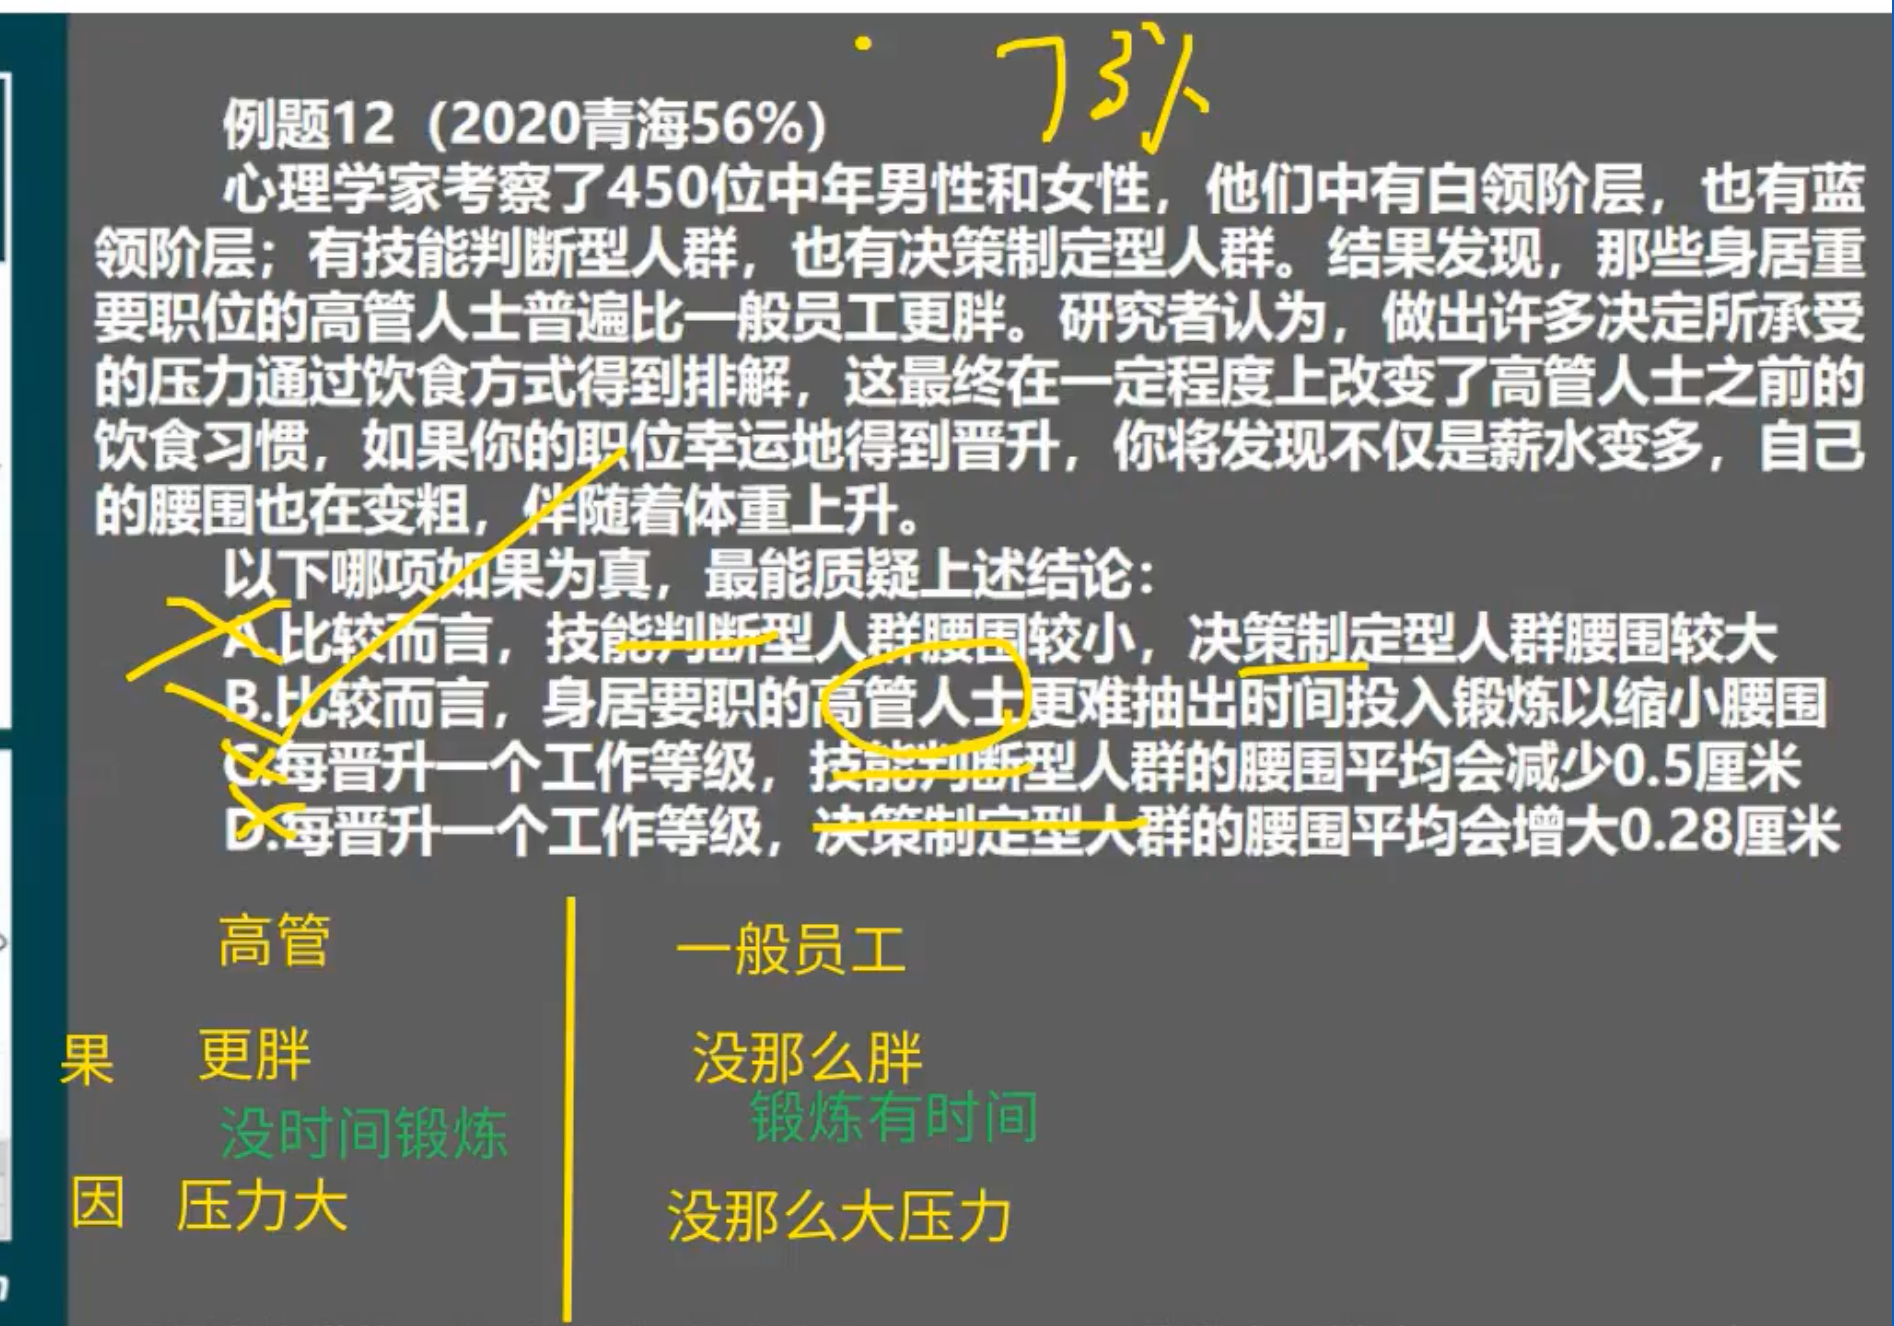 73%
例题12（2020青海56%）
心理学家考察了450位中年男性和女性，他们中有白领阶层，也有蓝
领阶层；有技能判断型人群，也有决策制定型人群。结果发现，那些身居重
要职位的高管人士普遍比一般员工更胖。研究者认为，做出许多决定所承受
的压力通过饮食方式得到排解，这最终在一定程度上改变了高管人士之前的
饮食习惯，如果你的职位幸运地得到晋升，你将发现不仅是薪水变多，自己
的腰围也在变粗，伴随着体重上升。
以下哪项如果为真，最能质疑上述结论：
A.比较而言，技能判断型人群腰围较小，决策制定型人群腰围较大
B.比较而言，身居要职的高管人士更难抽出时间投入锻炼以缩小腰围
C.每晋升一个工作等级，技能判断型人群的腰围平均会减少0.5厘米
D.每晋升一个工作等级，决策制定型人群的腰围平均会增大0.28厘米
高管 一般员工
果 更胖 没那么胖
没时间锻炼 锻炼有时间
因 压力大 没那么大压力